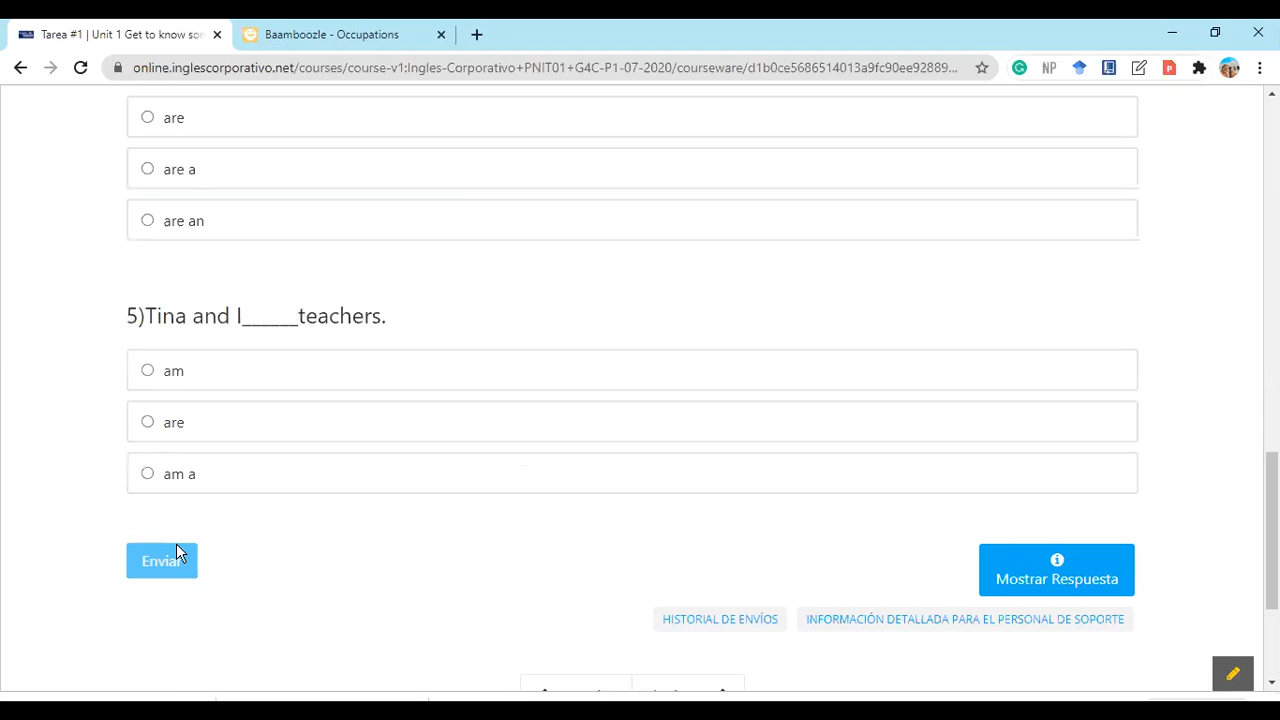 Tarea #1 | Unit 1 Get to know sor
Baamboozle - Occupations
online.inglescorporativo.net/courses/course-v1:Ingles-Corporativo+PNIT01+G4C-P1-07-2020/courseware/d1b0ce5686514013a9fc90ee92889...
NP
are
are a
are an
5)Tina and I______teachers.
am
are
am a
Enviar
Mostrar Respuesta
HISTORIAL DE ENVÍOS
INFORMACIÓN DETALLADA PARA EL PERSONAL DE SOPORTE